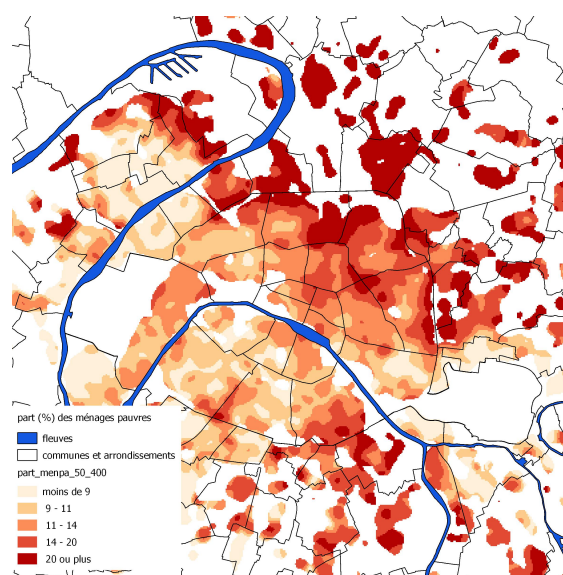 part (%) des ménages pauvres
fleuves
communes et arrondissements
part_menpa_50_400
moins de 9
9 - 11
11 - 14
14 - 20
20 ou plus